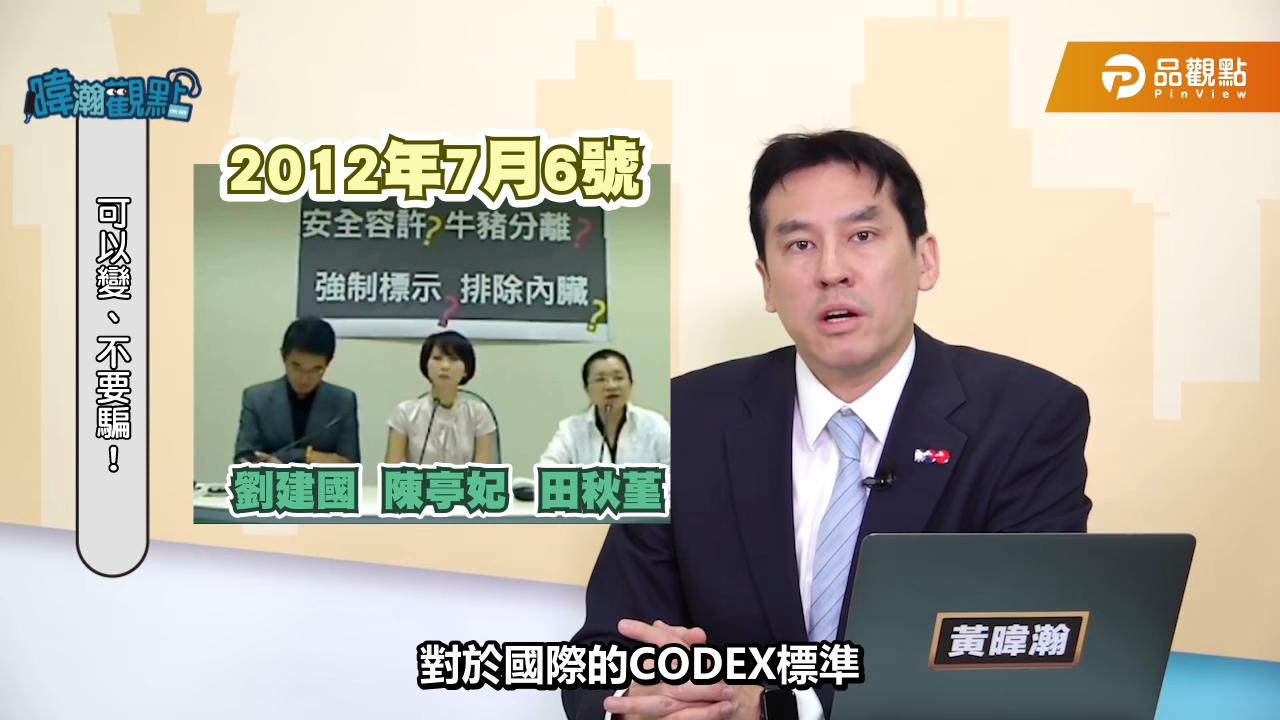 暐瀚觀點
品觀點
PinView
可以變、不要騙！
2012年7月6號
安全容許?牛豬分離?
強制標示?排除內臟?
劉建國 陳亭妃 田秋堇
黃暐瀚
對於國際的CODEX標準